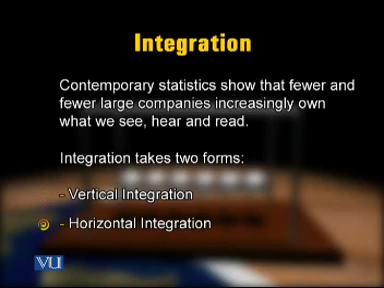 Integration
Contemporary statistics show that fewer and
fewer large companies increasingly own
what we see, hear and read.
Integration takes two forms:
- Vertical Integration
- Horizontal Integration
VU